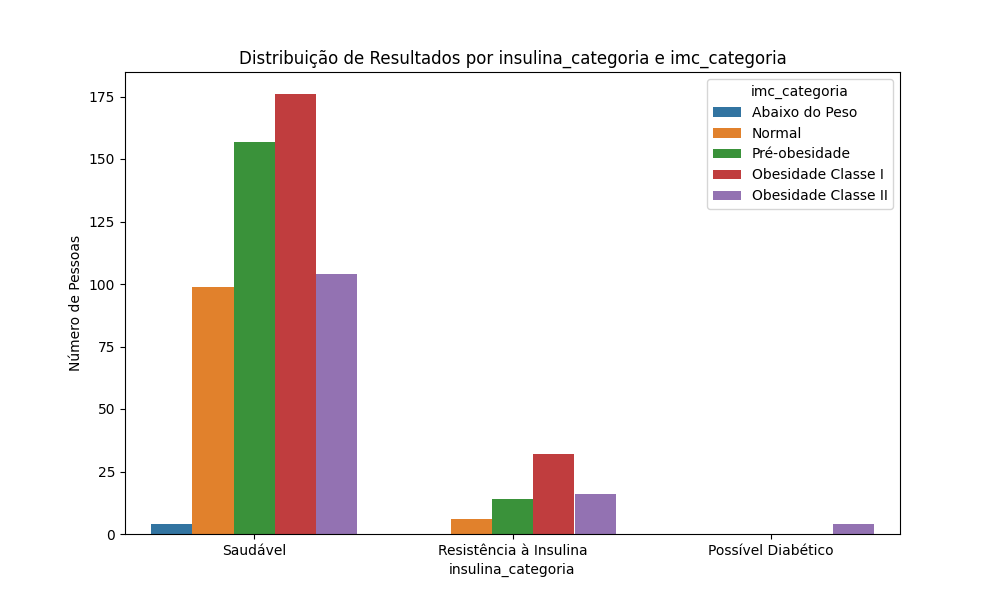 Distribuição de Resultados por insulina_categoria e imc_categoria
imc_categoria
Abaixo do Peso
Normal
Pré-obesidade
Obesidade Classe I
Obesidade Classe II
Número de Pessoas
175
150
125
100
75
50
25
0
Saudável
Resistência à Insulina
Possível Diabético
insulina_categoria